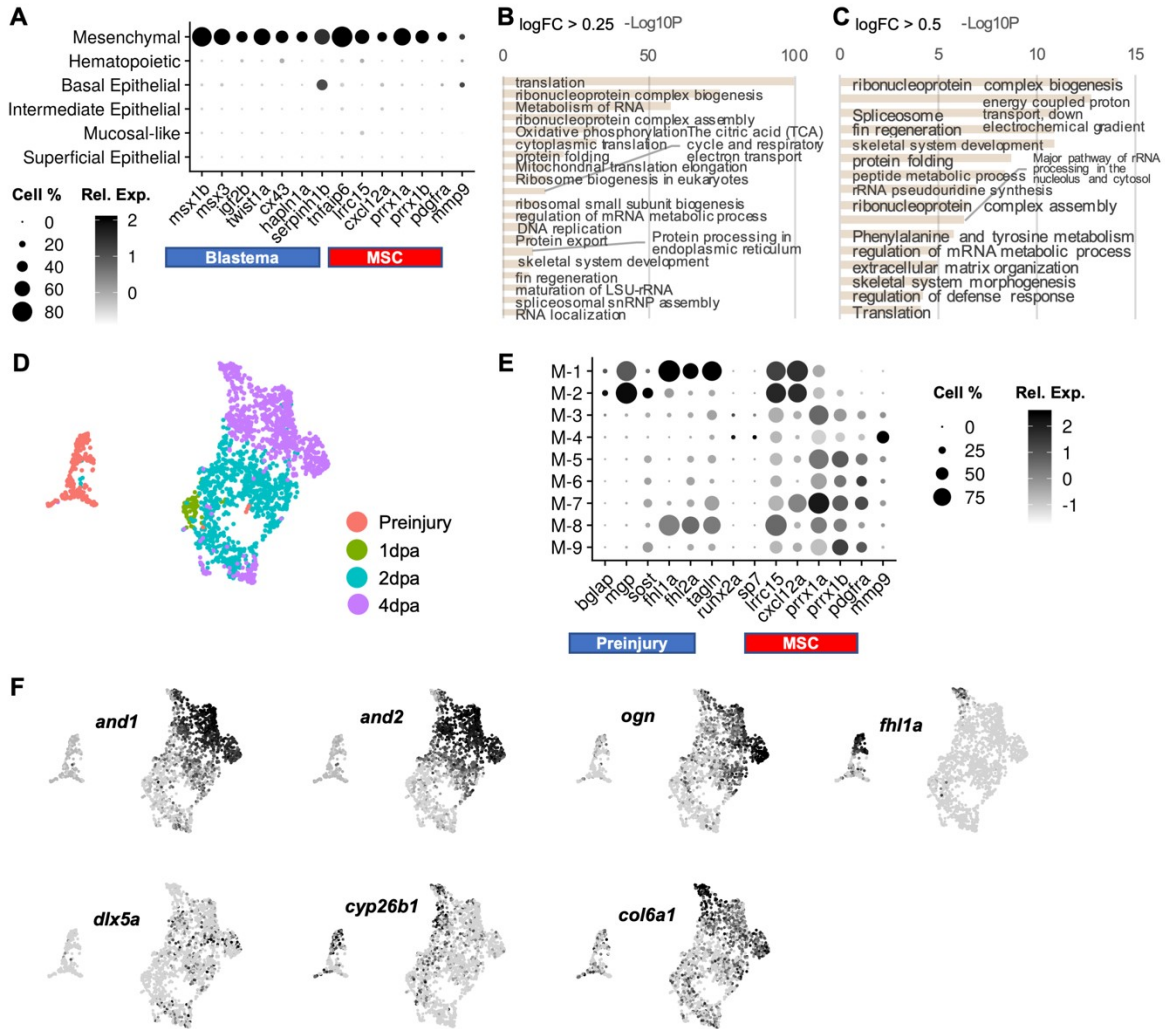 A
Mesenchymal
Hematopoietic
Basal Epithelial
Intermediate Epithelial
Mucosal-like
Superficial Epithelial
msx1b
msx3
igf2b
twist1a
cx43
hapln1a
serpinh1b
tnfaip6
lrrc15
cxcl12a
prrx1a
prrx1b
pdgfra
mmp9
Blastema
MSC
Cell %
0
20
40
60
80
Rel. Exp.
2
1
0
B
logFC > 0.25 -Log10P
0 50 100
translation
ribonucleoprotein complex biogenesis
Metabolism of RNA
ribonucleoprotein complex assembly
Oxidative phosphorylation
The citric acid (TCA)
cycle and respiratory
electron transport
cytoplasmic translation
protein folding
Mitochondrial translation elongation
Ribosome biogenesis in eukaryotes
ribosomal small subunit biogenesis
regulation of mRNA metabolic process
DNA replication
Protein export
Protein processing in
endoplasmic reticulum
skeletal system development
fin regeneration
maturation of LSU-rRNA
spliceosomal snRNP assembly
RNA localization
C
logFC > 0.5 -Log10P
0 5 10 15
ribonucleoprotein complex biogenesis
energy coupled proton
transport, down
electrochemical gradient
Spliceosome
fin regeneration
skeletal system development
protein folding
Major pathway of rRNA
processing in the
nucleolus and cytosol
peptide metabolic process
rRNA pseudouridine synthesis
ribonucleoprotein complex assembly
Phenylalanine and tyrosine metabolism
regulation of mRNA metabolic process
extracellular matrix organization
skeletal system morphogenesis
regulation of defense response
Translation
D
Preinjury
1dpa
2dpa
4dpa
E
M-1
M-2
M-3
M-4
M-5
M-6
M-7
M-8
M-9
bglap
mgp
sost
fhl1a
fhl2a
tagln
runx2a
sp7
lrrc15
cxcl12a
prrx1a
prrx1b
pdgfra
mmp9
Preinjury
MSC
Cell %
0
25
50
75
Rel. Exp.
2
1
0
-1
F
and1
and2
ogn
fhl1a
dlx5a
cyp26b1
col6a1